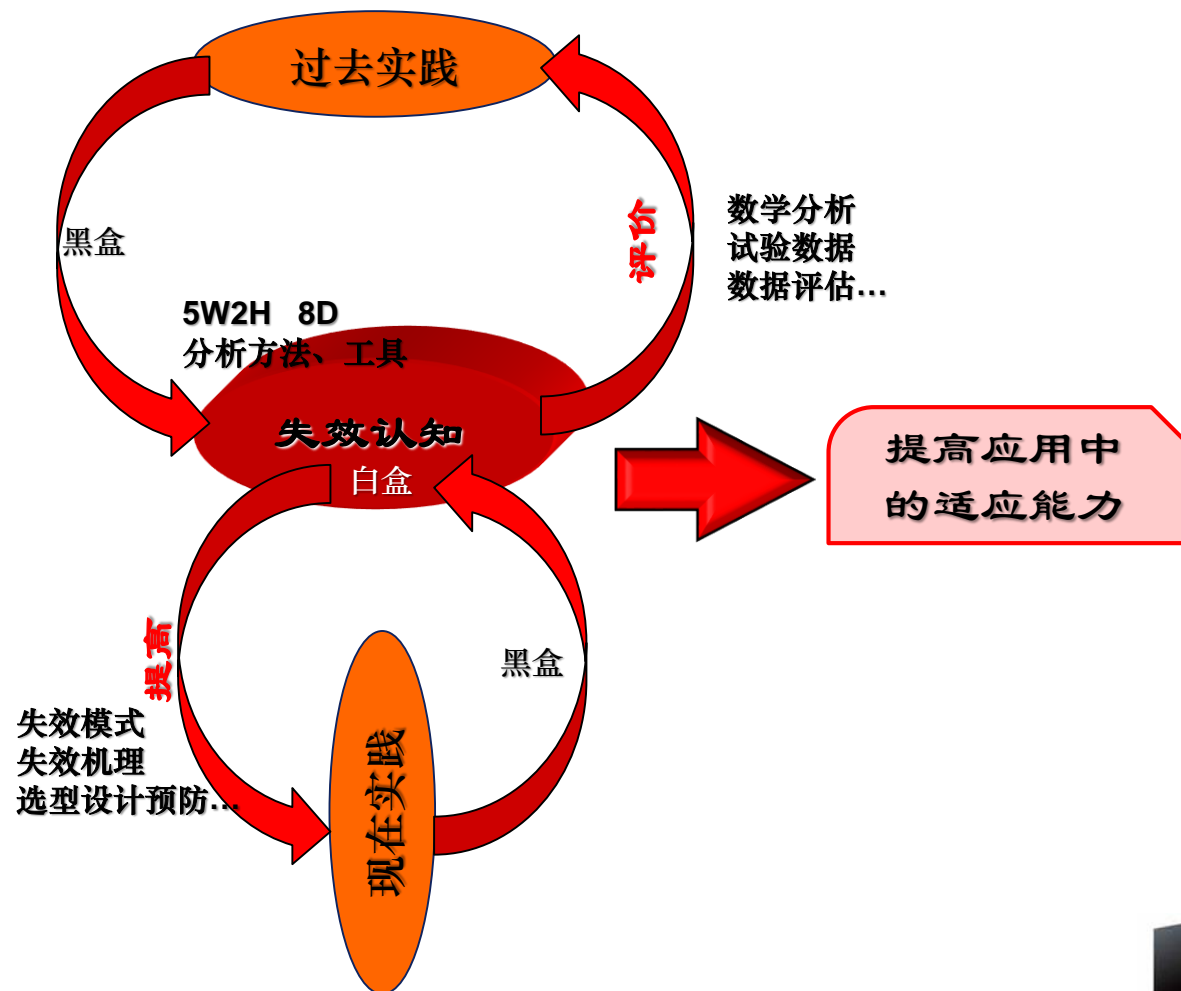 过去实践
黑盒
评价
数学分析
试验数据
数据评估...
5W2H 8D
分析方法、工具
失效认知
白盒
提高应用中
的适应能力
提高
黑盒
失效模式
失效机理
选型设计预防...
现在实践